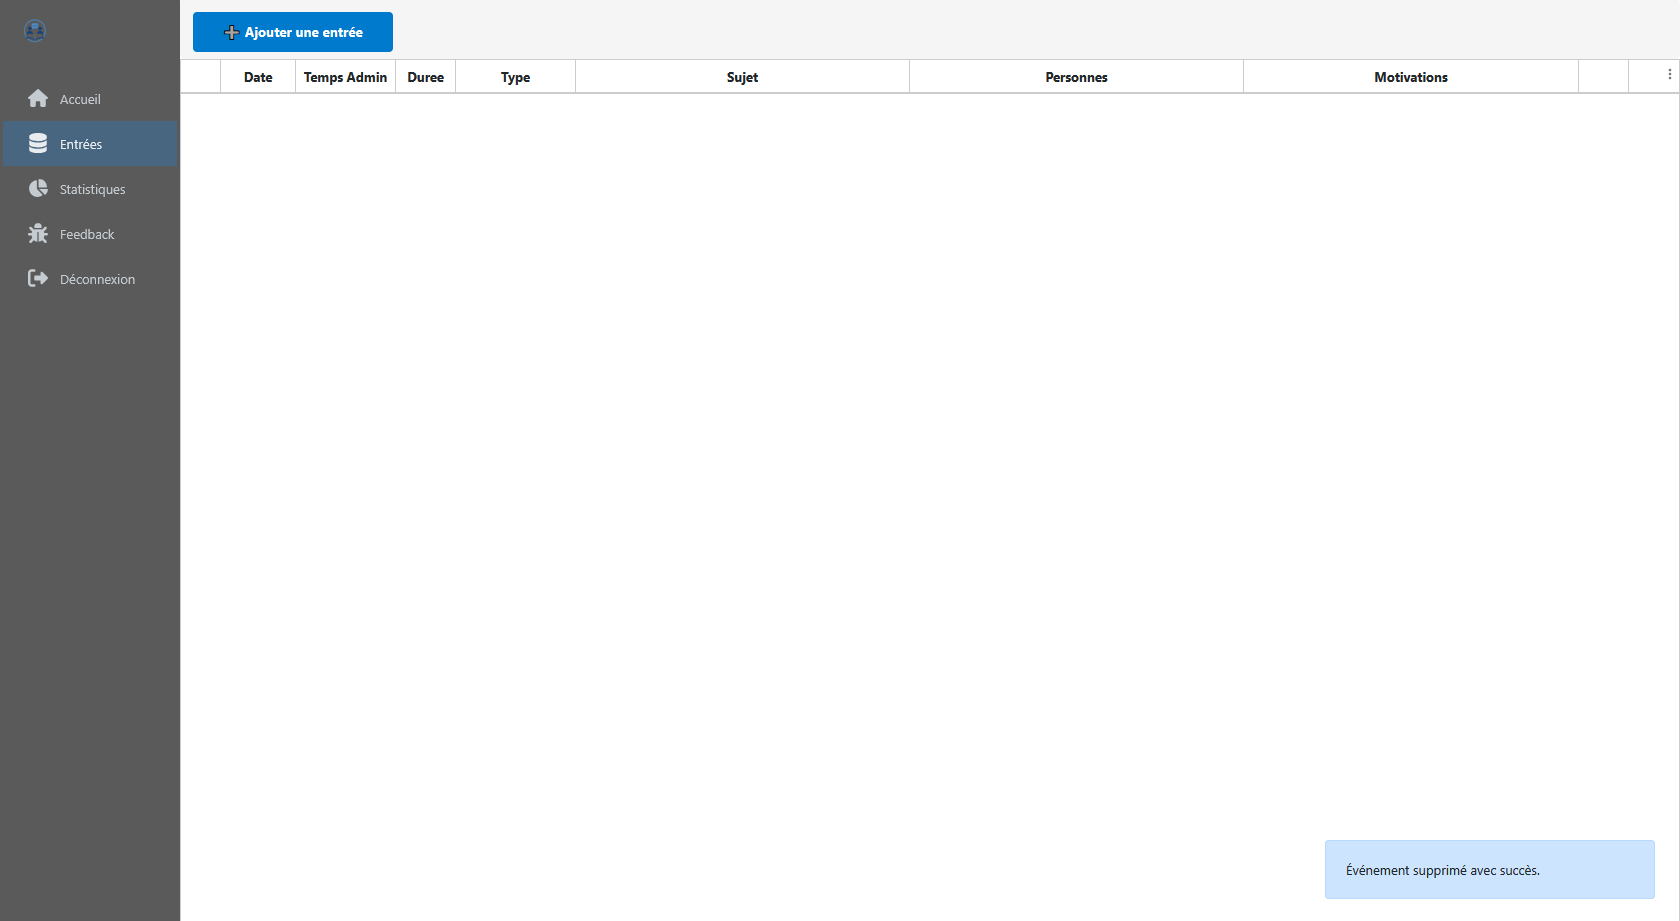 Ajouter une entrée
Date Temps Admin Duree Type Sujet Personnes Motivations
Accueil
Entrées
Statistiques
Feedback
Déconnexion
Événement supprimé avec succès.